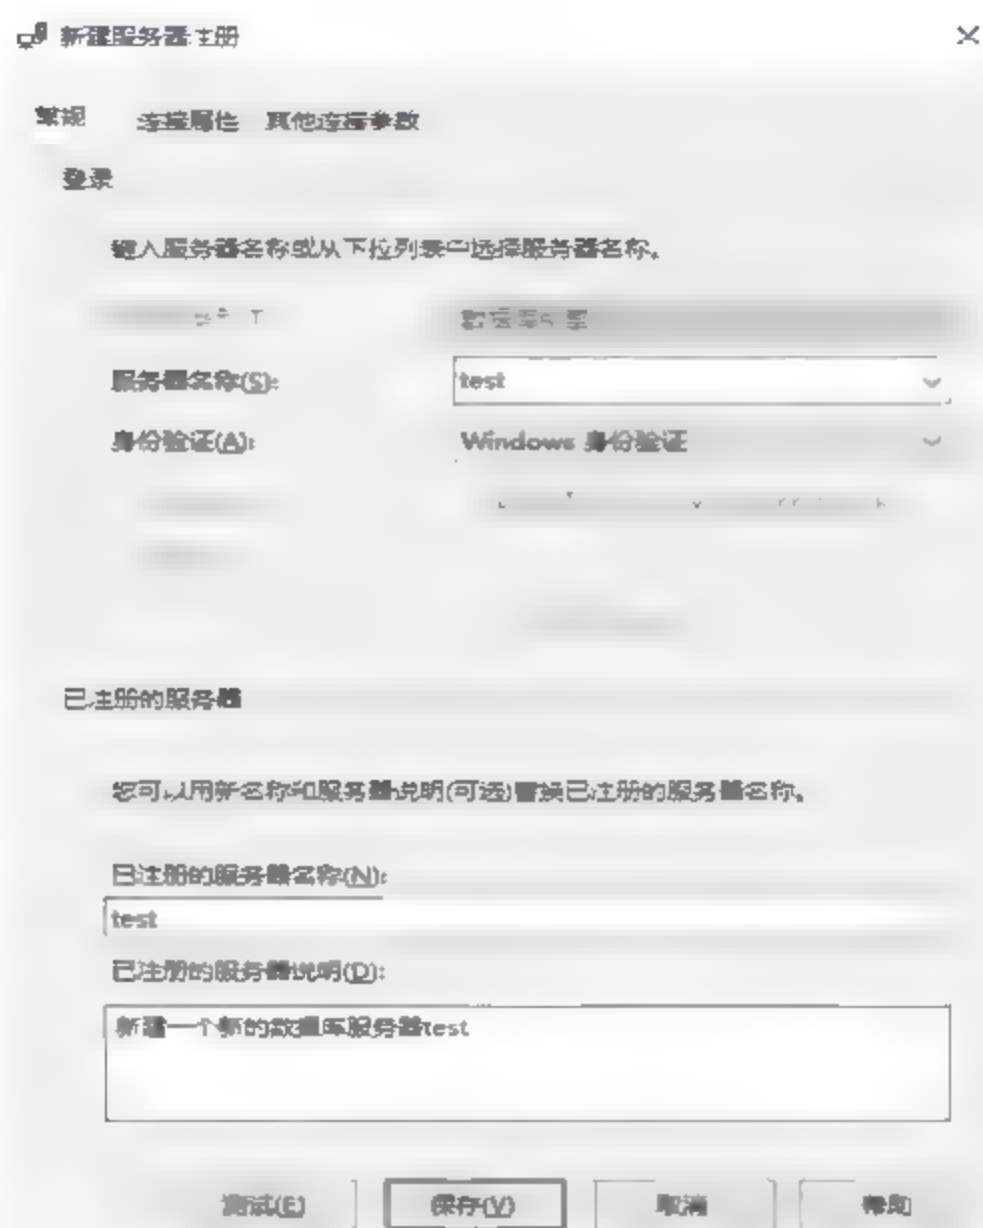 新建服务器注册
常规 连接属性 其他连接参数
登录
键入服务器名称或从下拉列表中选择服务器名称。
数据库引擎
服务器名称(S): test
身份验证(A): Windows 身份验证
已注册的服务器
您可以用新名称和服务器说明(可选)替换已注册的服务器名称。
已注册的服务器名称(N):
test
已注册的服务器说明(D):
新建一个新的数据库服务器test
测试(E) 保存(V) 取消 帮助